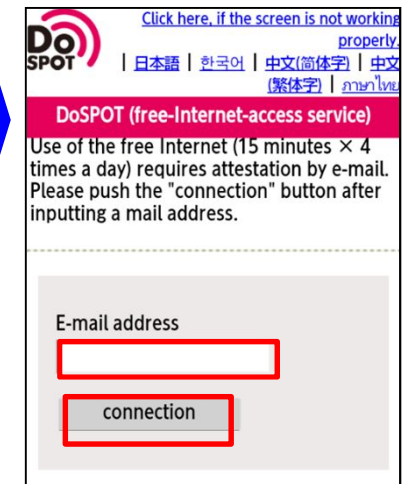 Do
SPOT
Click here, if the screen is not working
properly.
| 日本語 | 한국어 | 中文(简体字) | 中文
(繁体字) | ภาษาไทย
DoSPOT (free-Internet-access service)
Use of the free Internet (15 minutes × 4
times a day) requires attestation by e-mail.
Please push the "connection" button after
inputting a mail address.
E-mail address
connection